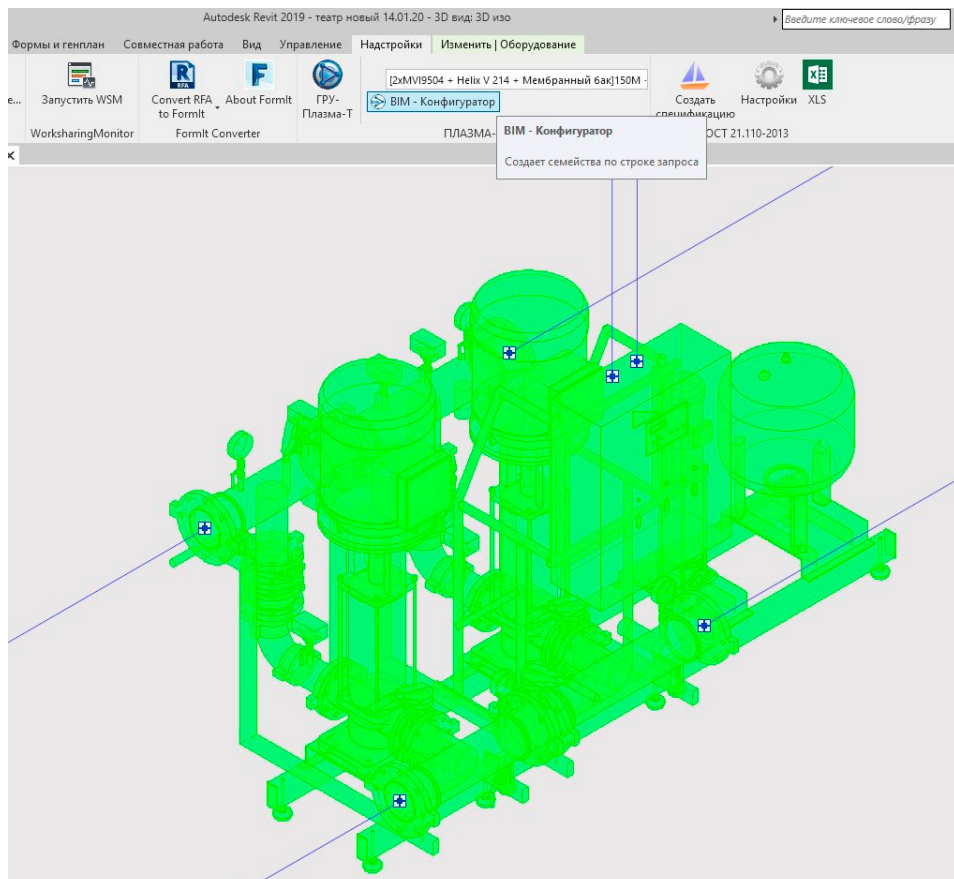 Autodesk Revit 2019 - театр новый 14.01.20 - 3D вид: 3D изо
Введите ключевое слово/фразу
Формы и генплан Совместная работа Вид Управление Надстройки Изменить | Оборудование
е... Запустить WSM
Convert RFA
to FormIt
About FormIt
ГРУ-
Плазма-Т
[2xMVI9504 + Helix V 214 + Мембранный бак]150M -
BIM - Конфигуратор
Создать
спецификацию
Настройки
XLS
WorksharingMonitor FormIt Converter ПЛАЗМА- ОСТ 21.110-2013
BIM - Конфигуратор
Создает семейства по строке запроса